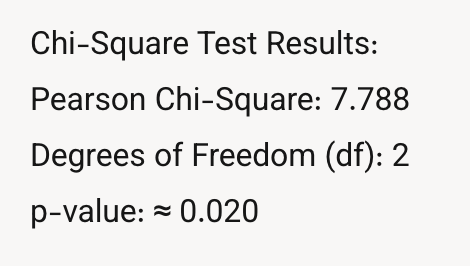 Chi-Square Test Results:
Pearson Chi-Square: 7.788
Degrees of Freedom (df): 2
p-value: ≈ 0.020